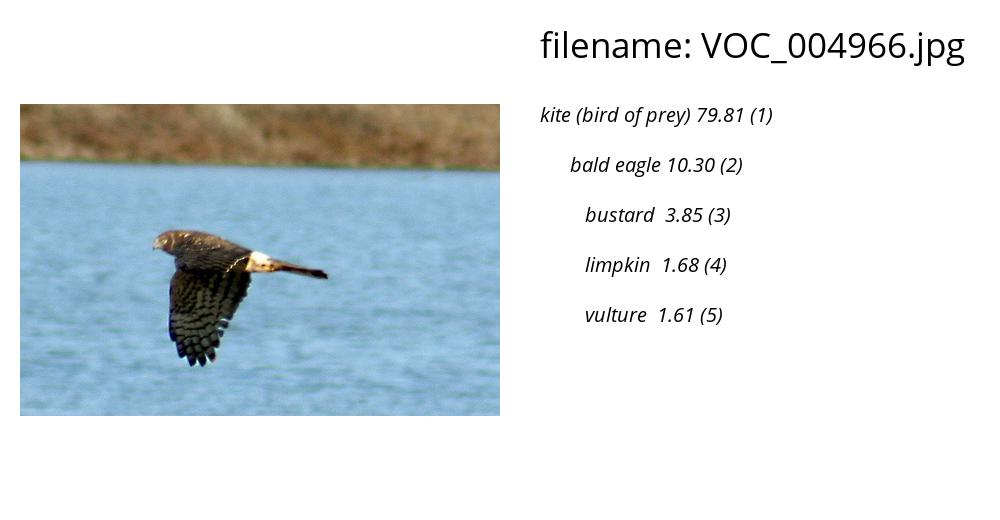 filename: VOC_004966.jpg
kite (bird of prey) 79.81 (1)
bald eagle 10.30 (2)
bustard  3.85 (3)
limpkin  1.68 (4)
vulture  1.61 (5)